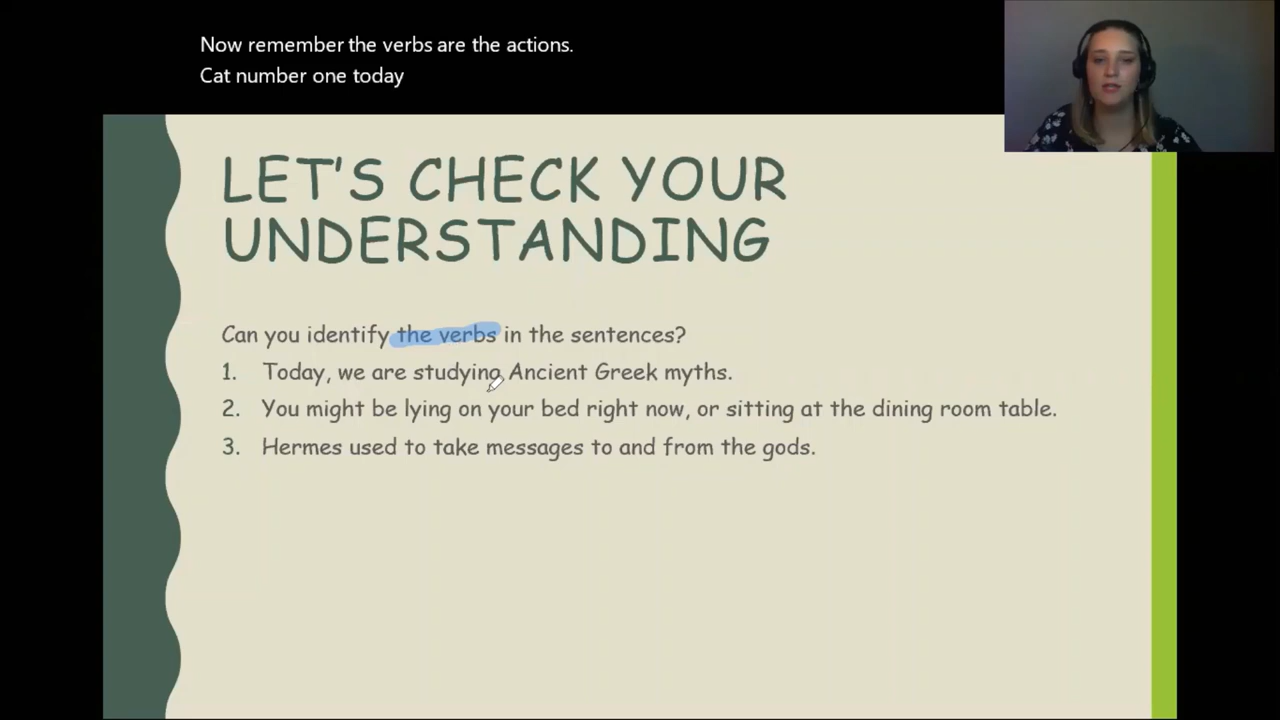 Now remember the verbs are the actions.
Cat number one today
LET'S CHECK YOUR
UNDERSTANDING
Can you identify the verbs in the sentences?
1. Today, we are studying Ancient Greek myths.
2. You might be lying on your bed right now, or sitting at the dining room table.
3. Hermes used to take messages to and from the gods.